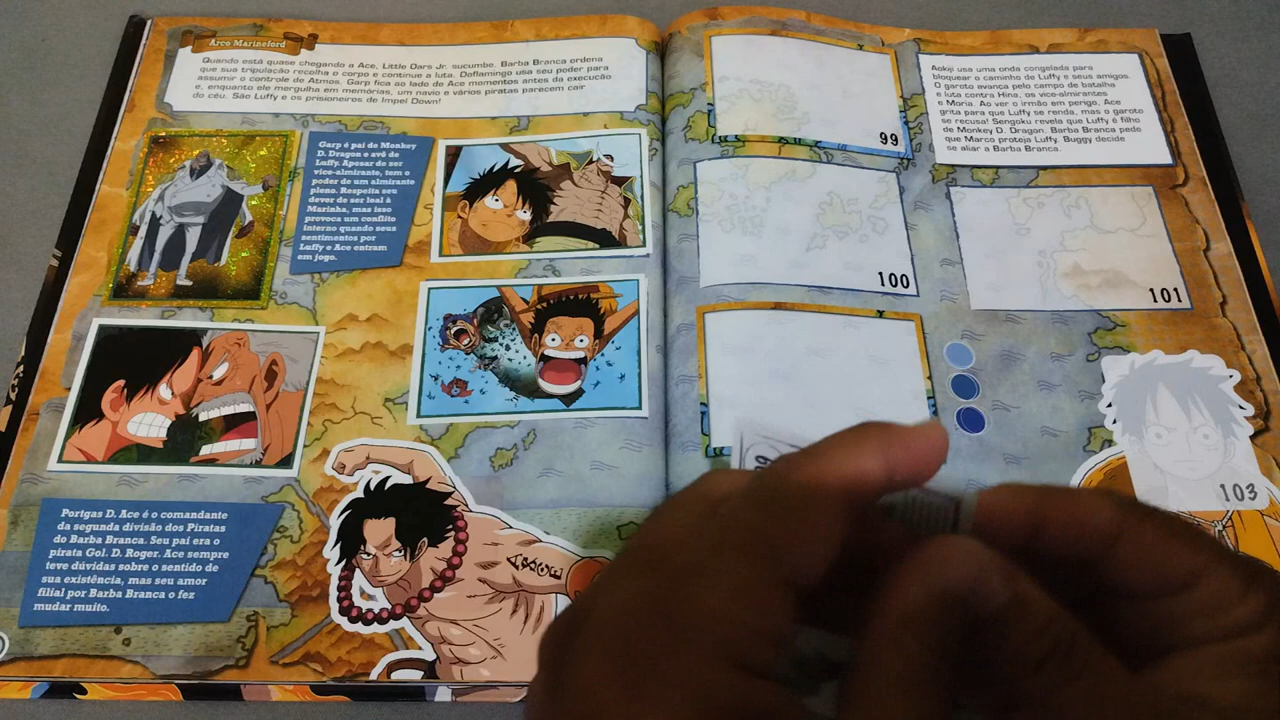 Arco Marineford
Quando está quase chegando a Ace, Little Oars Jr. sucumbe. Barba Branca ordena
que sua tripulação recolha o corpo e continue a luta. Doflamingo usa seu poder para
assumir o controle de Atmos. Garp fica ao lado de Ace momentos antes da execução
e, enquanto ele mergulha em memórias, um navio e vários piratas parecem cair
do céu. São Luffy e os prisioneiros de Impel Down!
Garp é pai de Monkey
D. Dragon e avô de
Luffy. Apesar de ser
vice-almirante, tem o
poder de um almirante
pleno. Respeita seu
dever de ser leal à
Marinha, mas isso
provoca um conflito
interno quando seus
sentimentos por
Luffy e Ace entram
em jogo.
Portgas D. Ace é o comandante
da segunda divisão dos Piratas
do Barba Branca. Seu pai era o
pirata Gol. D. Roger. Ace sempre
teve dúvidas sobre o sentido de
sua existência, mas seu amor
filial por Barba Branca o fez
mudar muito.
ASCE
99
Aokiji usa uma onda congelada para
bloquear o caminho de Luffy e seus amigos.
O garoto avança pelo campo de batalha
e luta contra Hina, os vice-almirantes
e Moria. Ao ver o irmão em perigo, Ace
grita para que Luffy se renda, mas o garoto
se recusa! Sengoku revela que Luffy é filho
de Monkey D. Dragon. Barba Branca pede
que Marco proteja Luffy. Buggy decide
se aliar a Barba Branca.
100
101
103